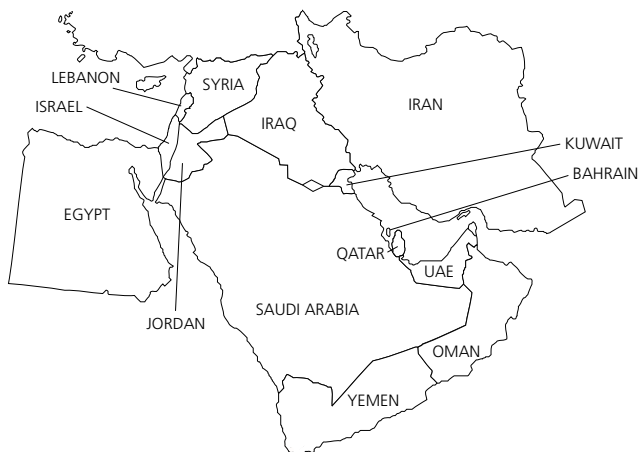 LEBANON
SYRIA
ISRAEL
IRAQ
IRAN
KUWAIT
BAHRAIN
EGYPT
QATAR
UAE
SAUDI ARABIA
JORDAN
OMAN
YEMEN